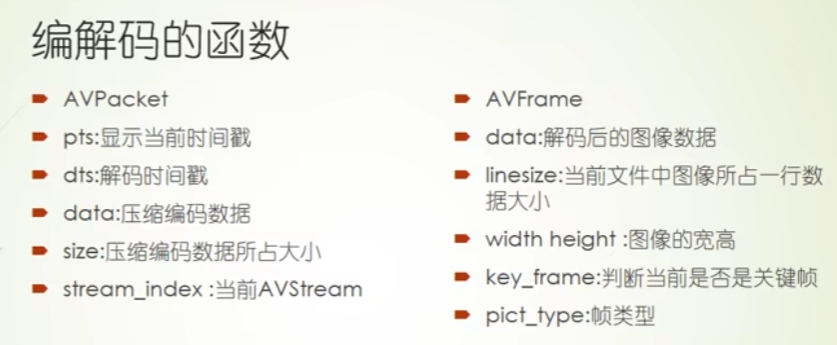 编解码的函数
AVPacket
pts:显示当前时间戳
dts:解码时间戳
data:压缩编码数据
size:压缩编码数据所占大小
stream_index :当前AVStream
AVFrame
data:解码后的图像数据
linesize:当前文件中图像所占一行数
据大小
width height :图像的宽高
key_frame:判断当前是否是关键帧
pict_type:帧类型